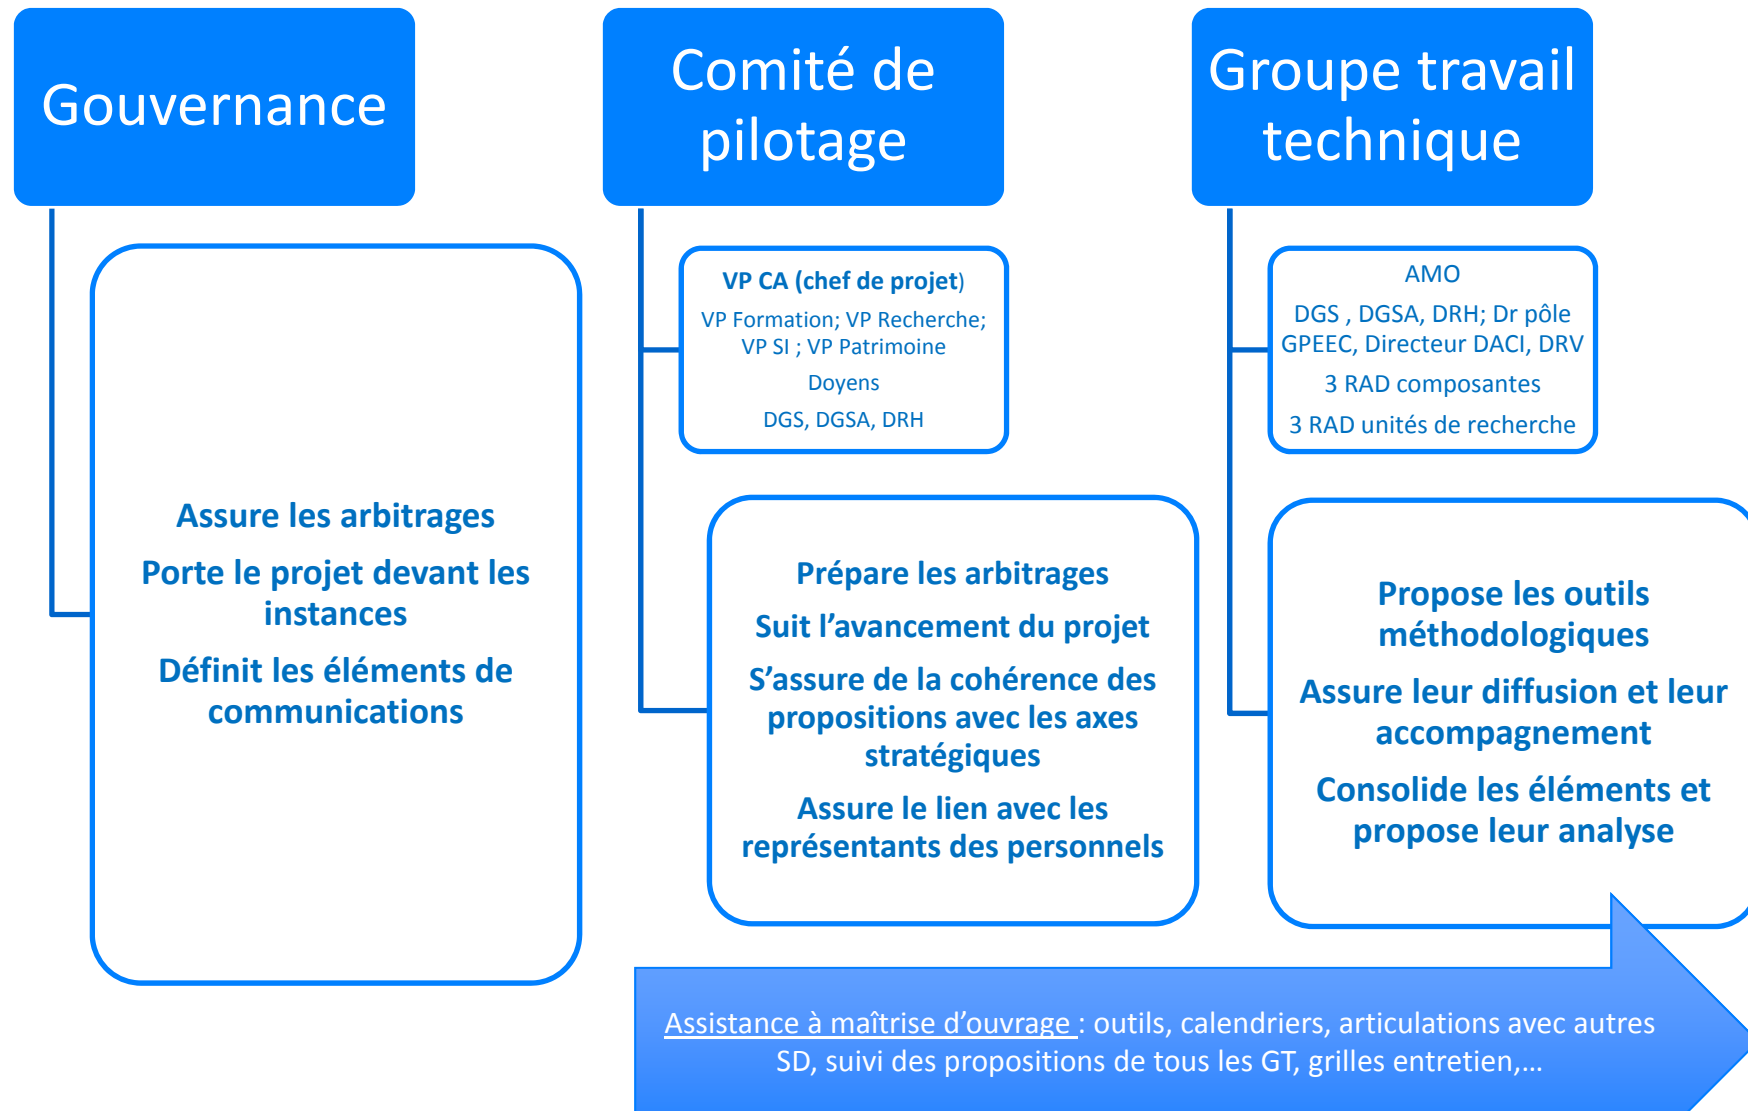 Gouvernance
Assure les arbitrages
Porte le projet devant les
instances
Définit les éléments de
communications
Comité de
pilotage
VP CA (chef de projet)
VP Formation; VP Recherche;
VP SI ; VP Patrimoine
Doyens
DGS, DGSA, DRH
Prépare les arbitrages
Suit l’avancement du projet
S’assure de la cohérence des
propositions avec les axes
stratégiques
Assure le lien avec les
représentants des personnels
Groupe travail
technique
AMO
DGS , DGSA, DRH; Dr pôle
GPEEC, Directeur DACI, DRV
3 RAD composantes
3 RAD unités de recherche
Propose les outils
méthodologiques
Assure leur diffusion et leur
accompagnement
Consolide les éléments et
propose leur analyse
Assistance à maîtrise d’ouvrage : outils, calendriers, articulations avec autres
SD, suivi des propositions de tous les GT, grilles entretien,…